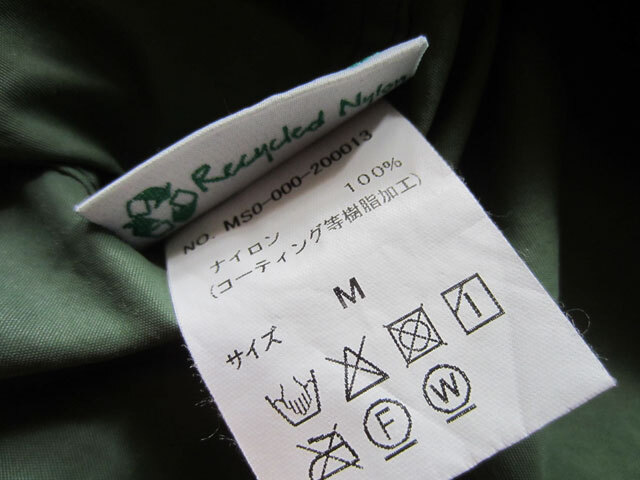 Recycled Nylon
NO. MS0-000-200013
ナイロン 100%
(コーティング等樹脂加工)
サイズ M
F W